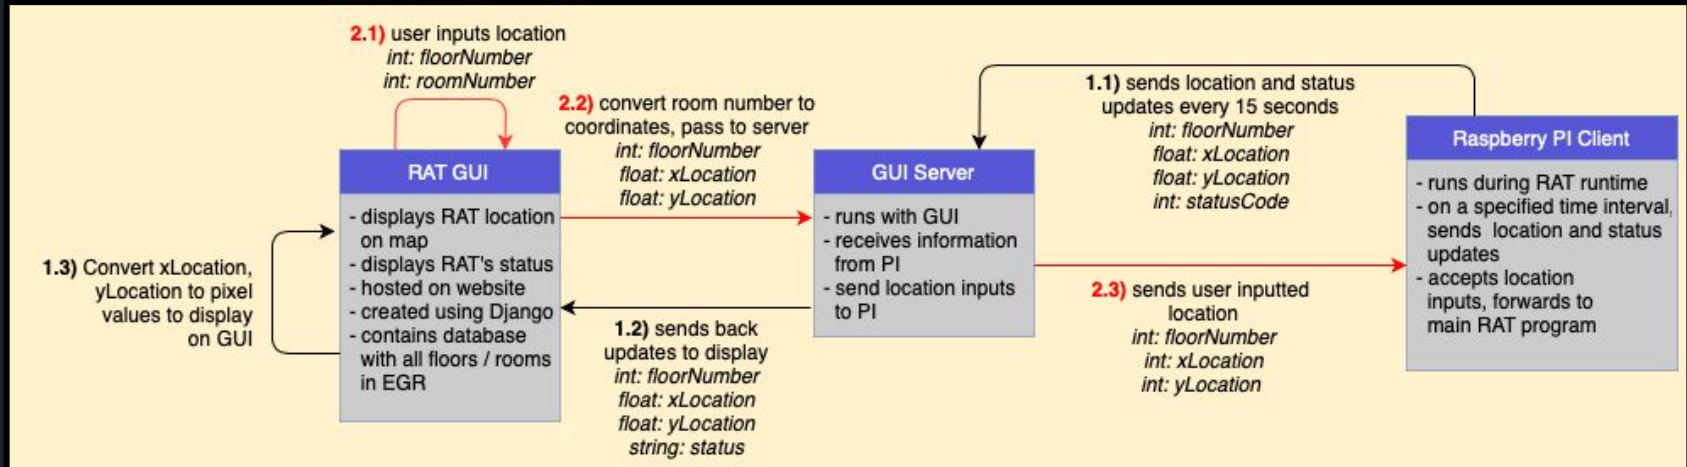 2.1) user inputs location
int: floorNumber
int: roomNumber
2.2) convert room number to
coordinates, pass to server
int: floorNumber
float: xLocation
float: yLocation
1.1) sends location and status
updates every 15 seconds
int: floorNumber
float: xLocation
float: yLocation
int: statusCode
RAT GUI
- displays RAT location
on map
- displays RAT's status
- hosted on website
- created using Django
- contains database
with all floors / rooms
in EGR
GUI Server
- runs with GUI
- receives information
from PI
- send location inputs
to PI
Raspberry PI Client
- runs during RAT runtime
- on a specified time interval,
sends location and status
updates
- accepts location
inputs, forwards to
main RAT program
1.3) Convert xLocation,
yLocation to pixel
values to display
on GUI
1.2) sends back
updates to display
int: floorNumber
float: xLocation
float: yLocation
string: status
2.3) sends user inputted
location
int: floorNumber
int: xLocation
int: yLocation